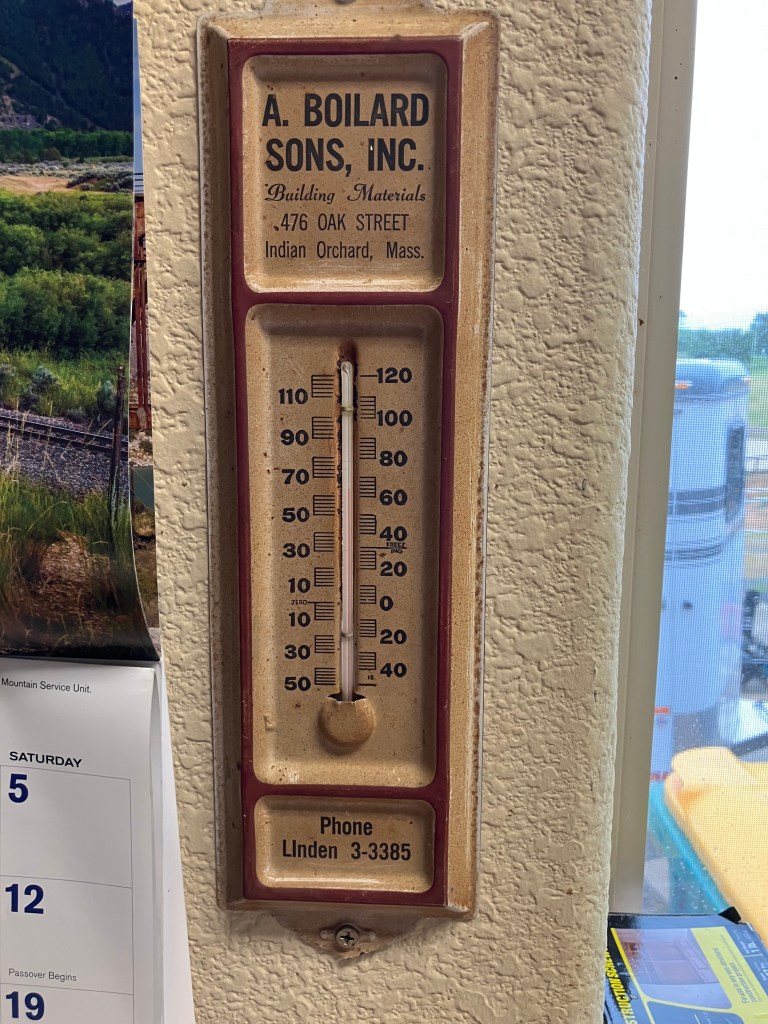 A. BOILARD
SONS, INC.
Building Materials
476 OAK STREET
Indian Orchard, Mass.
120
110
100
90
80
70
60
50
40
FREEZ
ING
30
20
10
ZERO
0
10
20
30
40
50
Phone
LInden 3-3385
Mountain Service Unit.
SATURDAY
5
12
Passover Begins
19